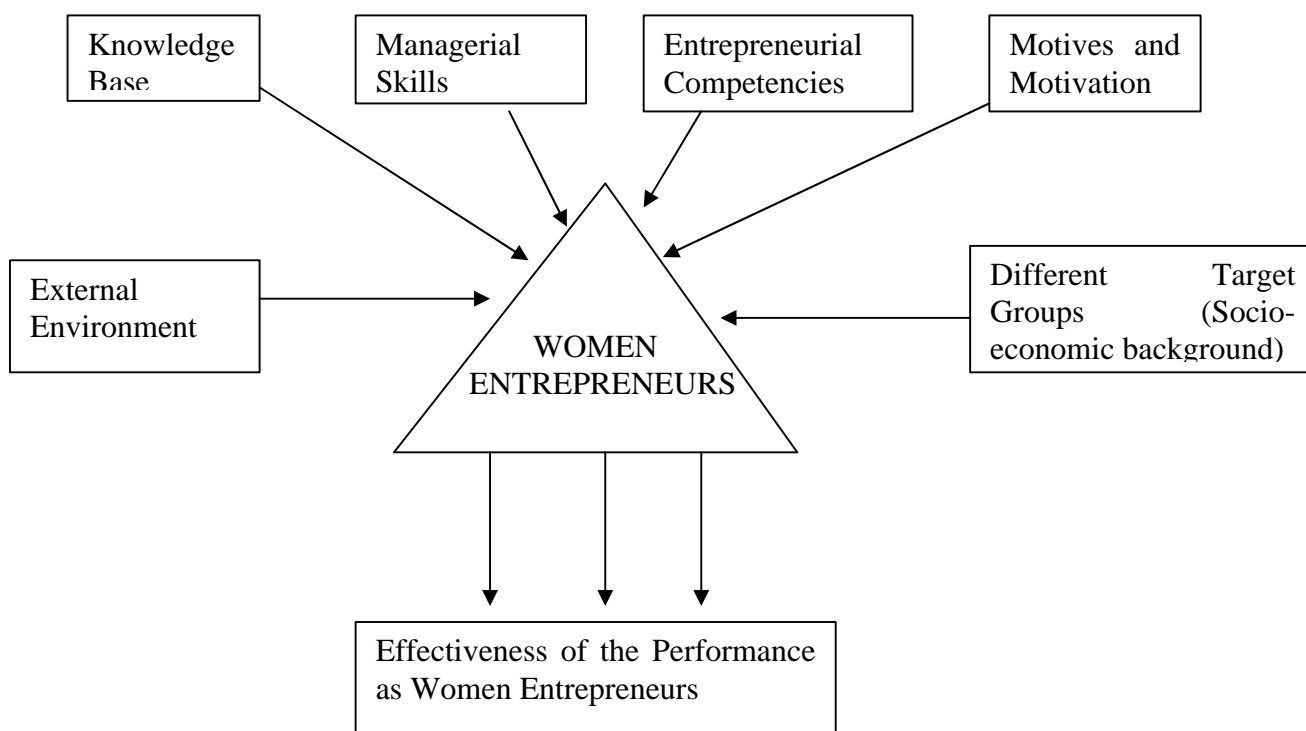 Knowledge
Base
Managerial
Skills
Entrepreneurial
Competencies
Motives and
Motivation
External
Environment
Different Target
Groups (Socio-
economic background)
WOMEN
ENTREPRENEURS
Effectiveness of the Performance
as Women Entrepreneurs